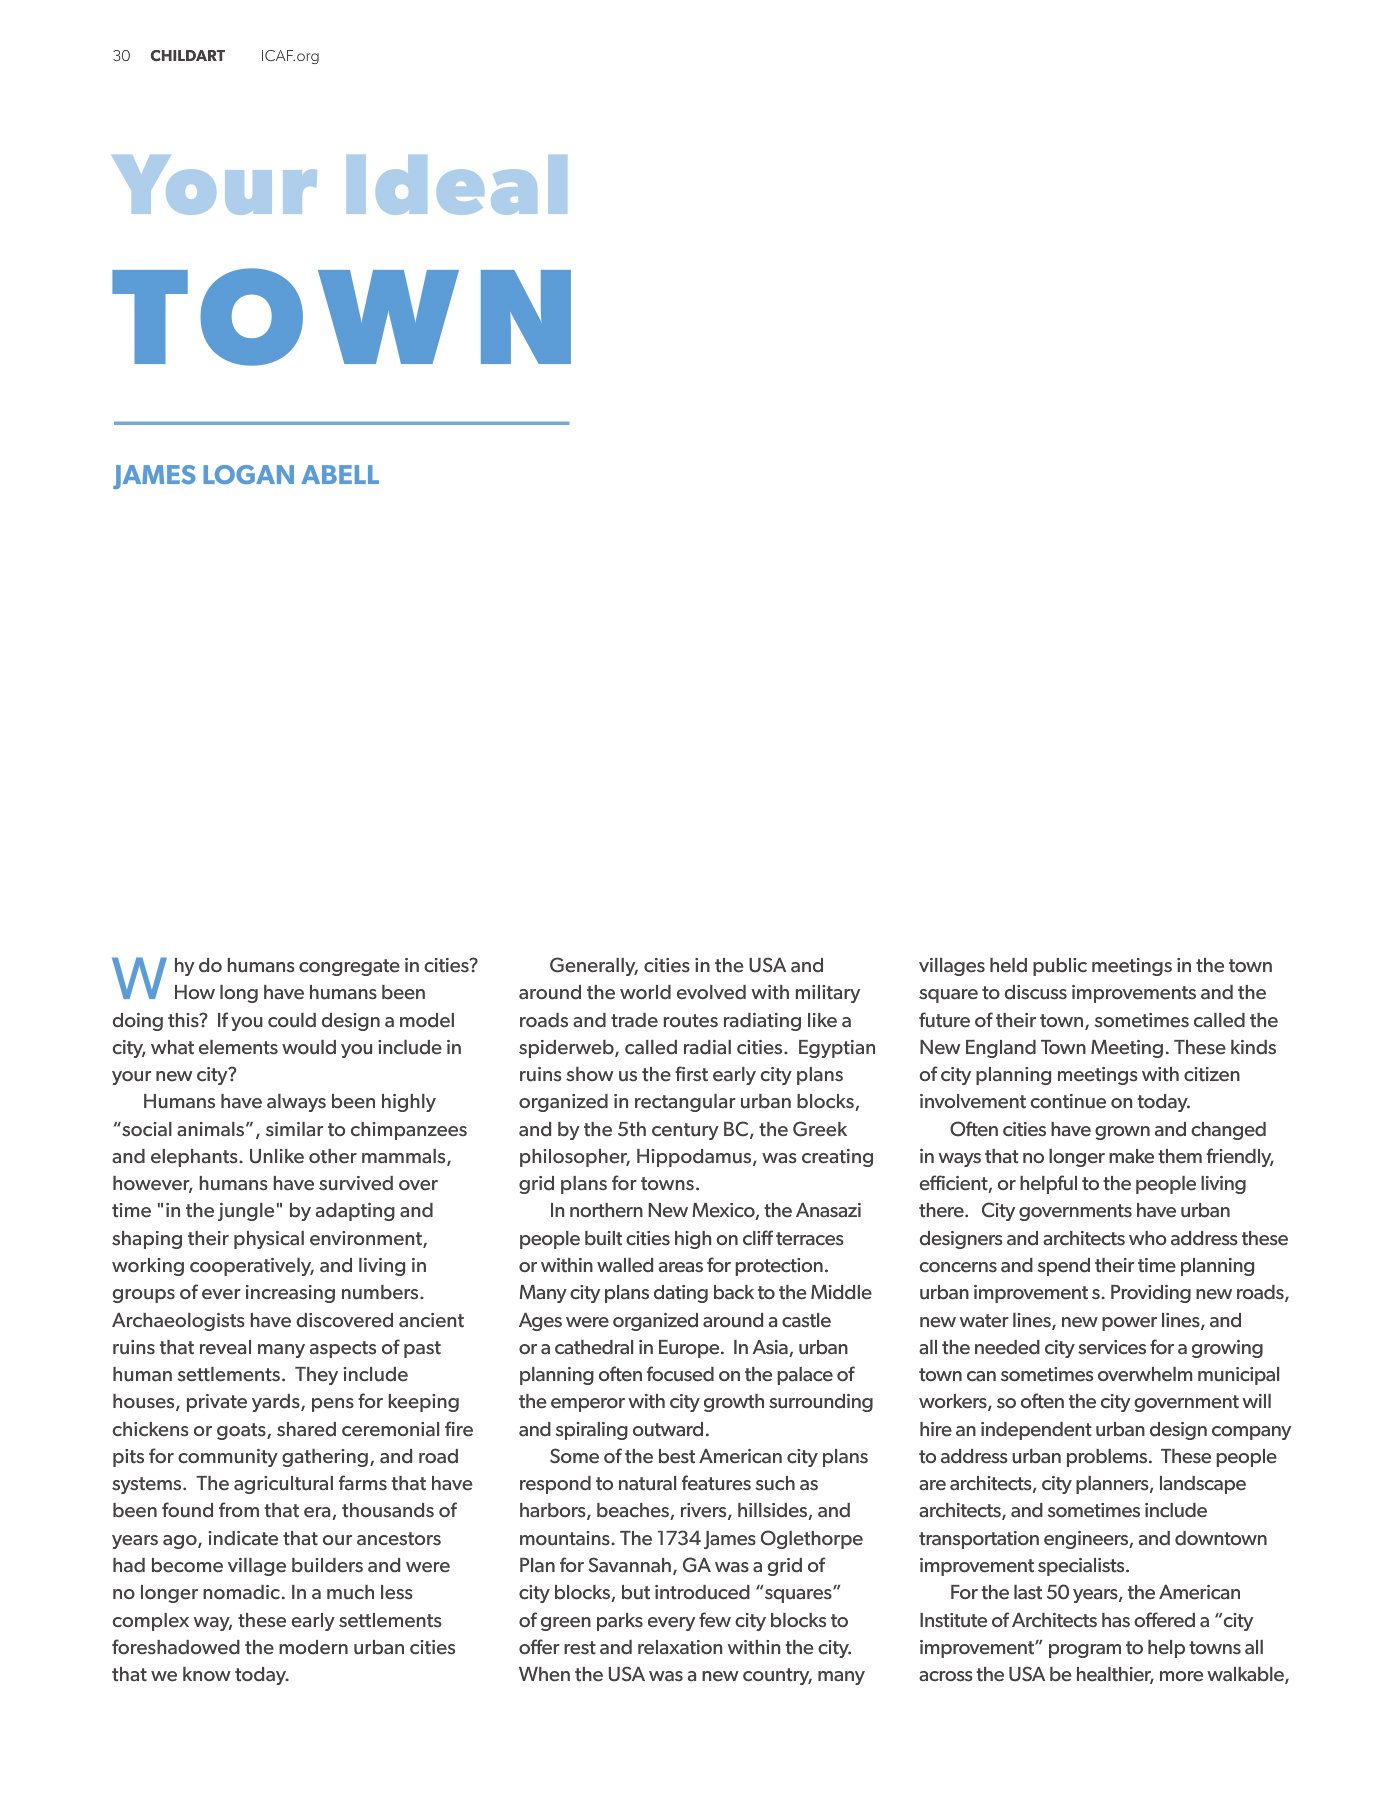 30 CHILDART ICAF.org
Your Ideal
TOWN
JAMES LOGAN ABELL
Why do humans congregate in cities?
How long have humans been
doing this?  If you could design a model
city, what elements would you include in
your new city?
Humans have always been highly
“social animals”, similar to chimpanzees
and elephants. Unlike other mammals,
however, humans have survived over
time "in the jungle" by adapting and
shaping their physical environment,
working cooperatively, and living in
groups of ever increasing numbers.
Archaeologists have discovered ancient
ruins that reveal many aspects of past
human settlements.  They include
houses, private yards, pens for keeping
chickens or goats, shared ceremonial fire
pits for community gathering, and road
systems.  The agricultural farms that have
been found from that era, thousands of
years ago, indicate that our ancestors
had become village builders and were
no longer nomadic. In a much less
complex way, these early settlements
foreshadowed the modern urban cities
that we know today.
Generally, cities in the USA and
around the world evolved with military
roads and trade routes radiating like a
spiderweb, called radial cities.  Egyptian
ruins show us the first early city plans
organized in rectangular urban blocks,
and by the 5th century BC, the Greek
philosopher, Hippodamus, was creating
grid plans for towns.
In northern New Mexico, the Anasazi
people built cities high on cliff terraces
or within walled areas for protection.
Many city plans dating back to the Middle
Ages were organized around a castle
or a cathedral in Europe.  In Asia, urban
planning often focused on the palace of
the emperor with city growth surrounding
and spiraling outward.
Some of the best American city plans
respond to natural features such as
harbors, beaches, rivers, hillsides, and
mountains. The 1734 James Oglethorpe
Plan for Savannah, GA was a grid of
city blocks, but introduced “squares”
of green parks every few city blocks to
offer rest and relaxation within the city.
When the USA was a new country, many
villages held public meetings in the town
square to discuss improvements and the
future of their town, sometimes called the
New England Town Meeting. These kinds
of city planning meetings with citizen
involvement continue on today.
Often cities have grown and changed
in ways that no longer make them friendly,
efficient, or helpful to the people living
there.   City governments have urban
designers and architects who address these
concerns and spend their time planning
urban improvement s. Providing new roads,
new water lines, new power lines, and
all the needed city services for a growing
town can sometimes overwhelm municipal
workers, so often the city government will
hire an independent urban design company
to address urban problems.  These people
are architects, city planners, landscape
architects, and sometimes include
transportation engineers, and downtown
improvement specialists.
For the last 50 years, the American
Institute of Architects has offered a “city
improvement” program to help towns all
across the USA be healthier, more walkable,